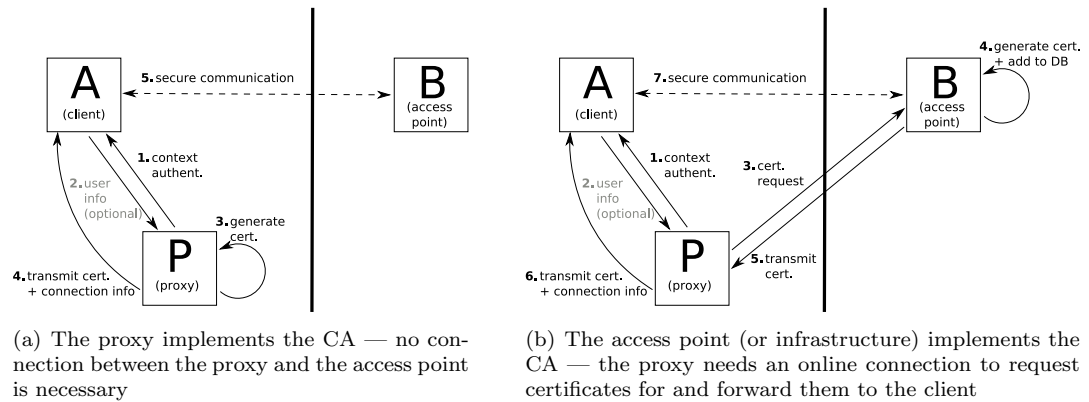 A
(client)
5. secure communication
B
(access
point)
1. context
authent.
2. user
info
(optional)
3. generate
cert.
P
(proxy)
4. transmit cert.
+ connection info
(a) The proxy implements the CA — no con-
nection between the proxy and the access point
is necessary
A
(client)
7. secure communication
B
(access
point)
4. generate cert.
+ add to DB
1. context
authent.
2. user
info
(optional)
3. cert.
request
P
(proxy)
5. transmit
cert.
6. transmit cert.
+ connection info
(b) The access point (or infrastructure) implements the
CA — the proxy needs an online connection to request
certificates for and forward them to the client